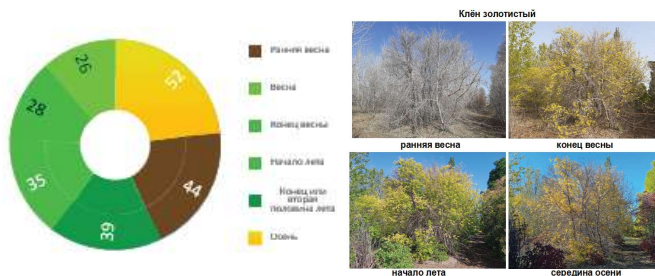 Клён золотистый
26
52
28
35
39
44
Ранняя весна
Весна
Конец весны
Начало лета
Конец или
вторая
половина лета
Осень
ранняя весна
конец весны
начало лета
середина осени